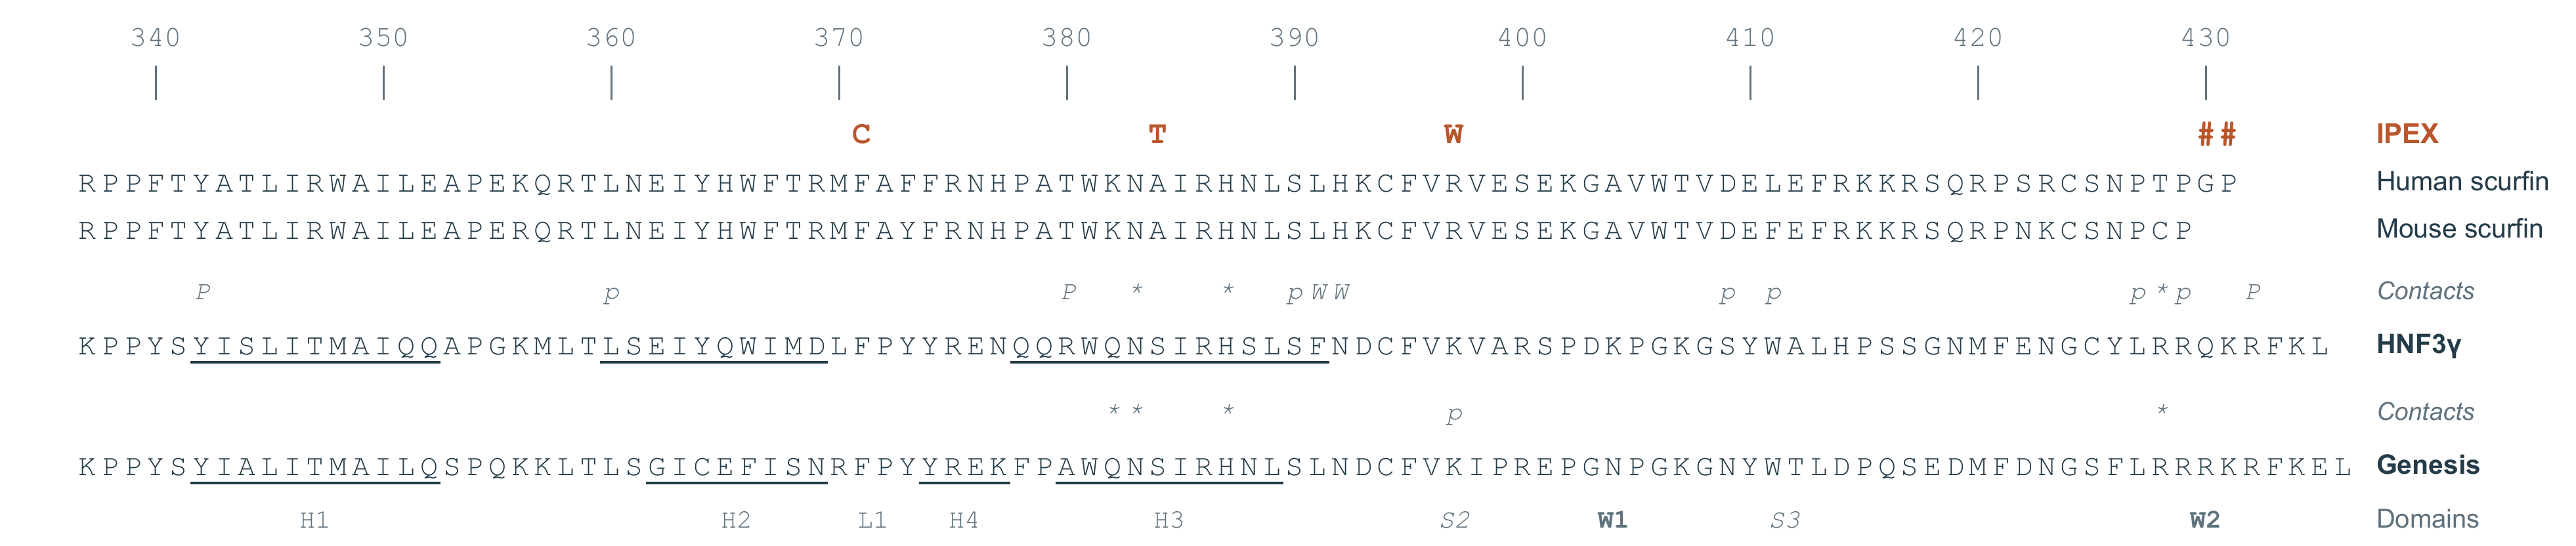 340 350 360 370 380 390 400 410 420 430
C T W ## IPEX
RPPFTYATLIRWAILEAPEKQRTLNEIYHWFTRMFAFFRNHPATWKNAIRHNLSLHKCFVRVESEKGAVWTVDELEFRKKRSQRPSRCSNPTPGP Human scurfin
RPPFTYATLIRWAILEAPERQRTLNEIYHWFTRMFAYFRNHPATWKNAIRHNLSLHKCFVRVESEKGAVWTVDEFEFRKKRSQRPNKCSNPCP Mouse scurfin
P p P * * p W W p p p * p P Contacts
KPPYSYISLITMAIQQAPGKMLTLSEIYQWIMDLFPYYRENQQRWQNSIRHSLSFNDCFVKVARSPDKPGKGSYWALHPSSGNMFENGCYLRRQKRFKL HNF3γ
* * * p * Contacts
KPPYSYIALITMAILQSPQKKLTLSGICEFISNRFPYYREKFPAWQNSIRHNLSLNDCFVKIPREPGNPGKGNYWTLDPQSEDMFDNGSFLRRRKRFKEL Genesis
H1 H2 L1 H4 H3 S2 W1 S3 W2 Domains